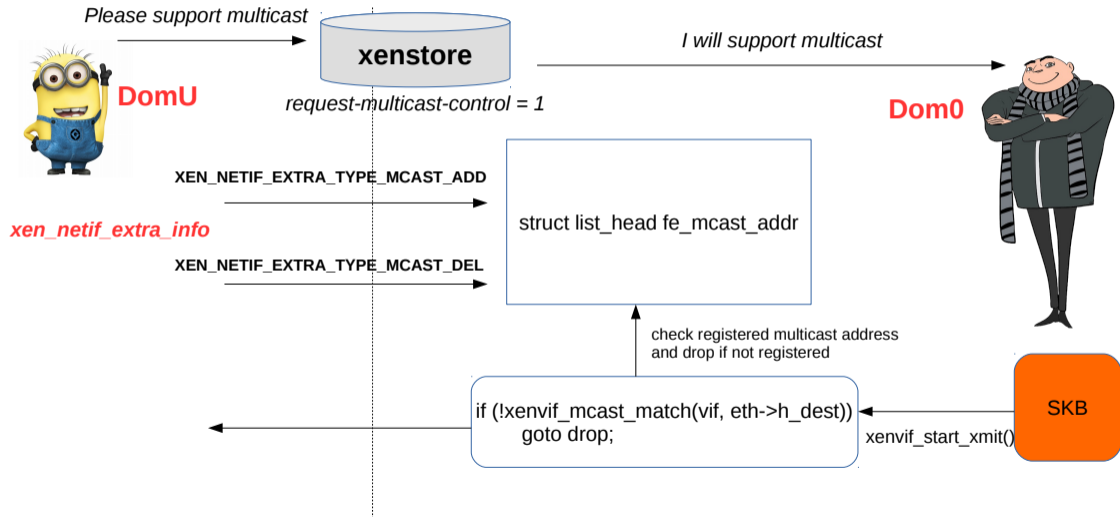 Please support multicast
xenstore
I will support multicast
DomU
request-multicast-control = 1
Dom0
XEN_NETIF_EXTRA_TYPE_MCAST_ADD
struct list_head fe_mcast_addr
xen_netif_extra_info
XEN_NETIF_EXTRA_TYPE_MCAST_DEL
check registered multicast address
and drop if not registered
if (!xenvif_mcast_match(vif, eth->h_dest))
goto drop;
SKB
xenvif_start_xmit()